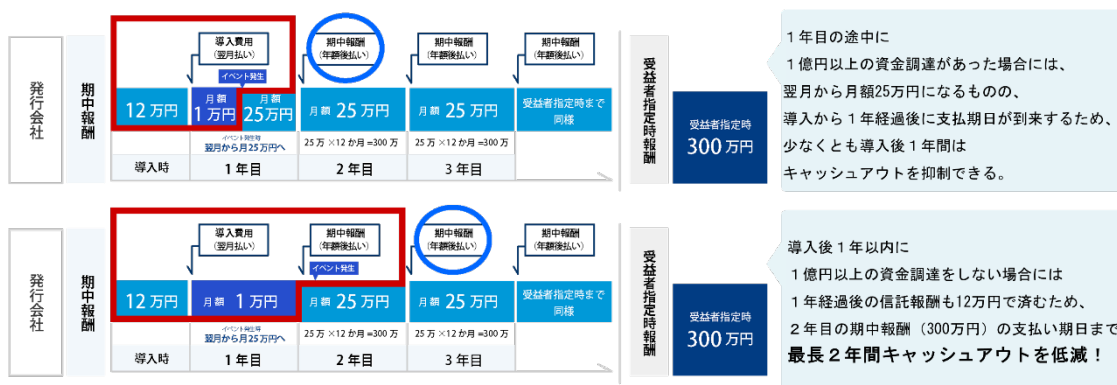 発行会社
期中報酬
導入費用
(翌月払い)
期中報酬
(年額後払い)
期中報酬
(年額後払い)
期中報酬
(年額後払い)
イベント発生
12万円
月額
1万円
月額
25万円
月額 25万円
月額 25万円
受益者指定時まで
同様
イベント発生時
翌月から月25万円へ
25万×12か月=300万
25万×12か月=300万
導入時
1年目
2年目
3年目
受益者指定時報酬
受益者指定時
300万円
1年目の途中に
1億円以上の資金調達があった場合には、
翌月から月額25万円になるものの、
導入から1年経過後に支払期日が到来するため、
少なくとも導入後1年間は
キャッシュアウトを抑制できる。
発行会社
期中報酬
導入費用
(翌月払い)
期中報酬
(年額後払い)
期中報酬
(年額後払い)
期中報酬
(年額後払い)
イベント発生
12万円
月額 1万円
月額 25万円
月額 25万円
受益者指定時まで
同様
イベント発生時
翌月から月25万円へ
25万×12か月=300万
25万×12か月=300万
導入時
1年目
2年目
3年目
受益者指定時報酬
受益者指定時
300万円
導入後1年以内に
1億円以上の資金調達をしない場合には
1年経過後の信託報酬も12万円で済むため、
2年目の期中報酬(300万円)の支払い期日まで
最長2年間キャッシュアウトを低減!